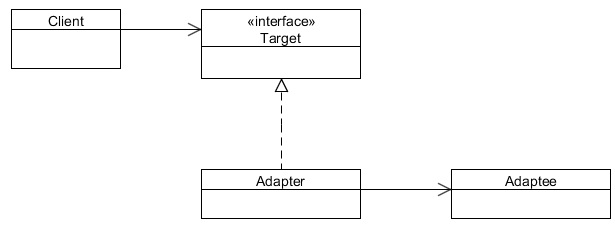 Client
«interface»
Target
Adapter
Adaptee